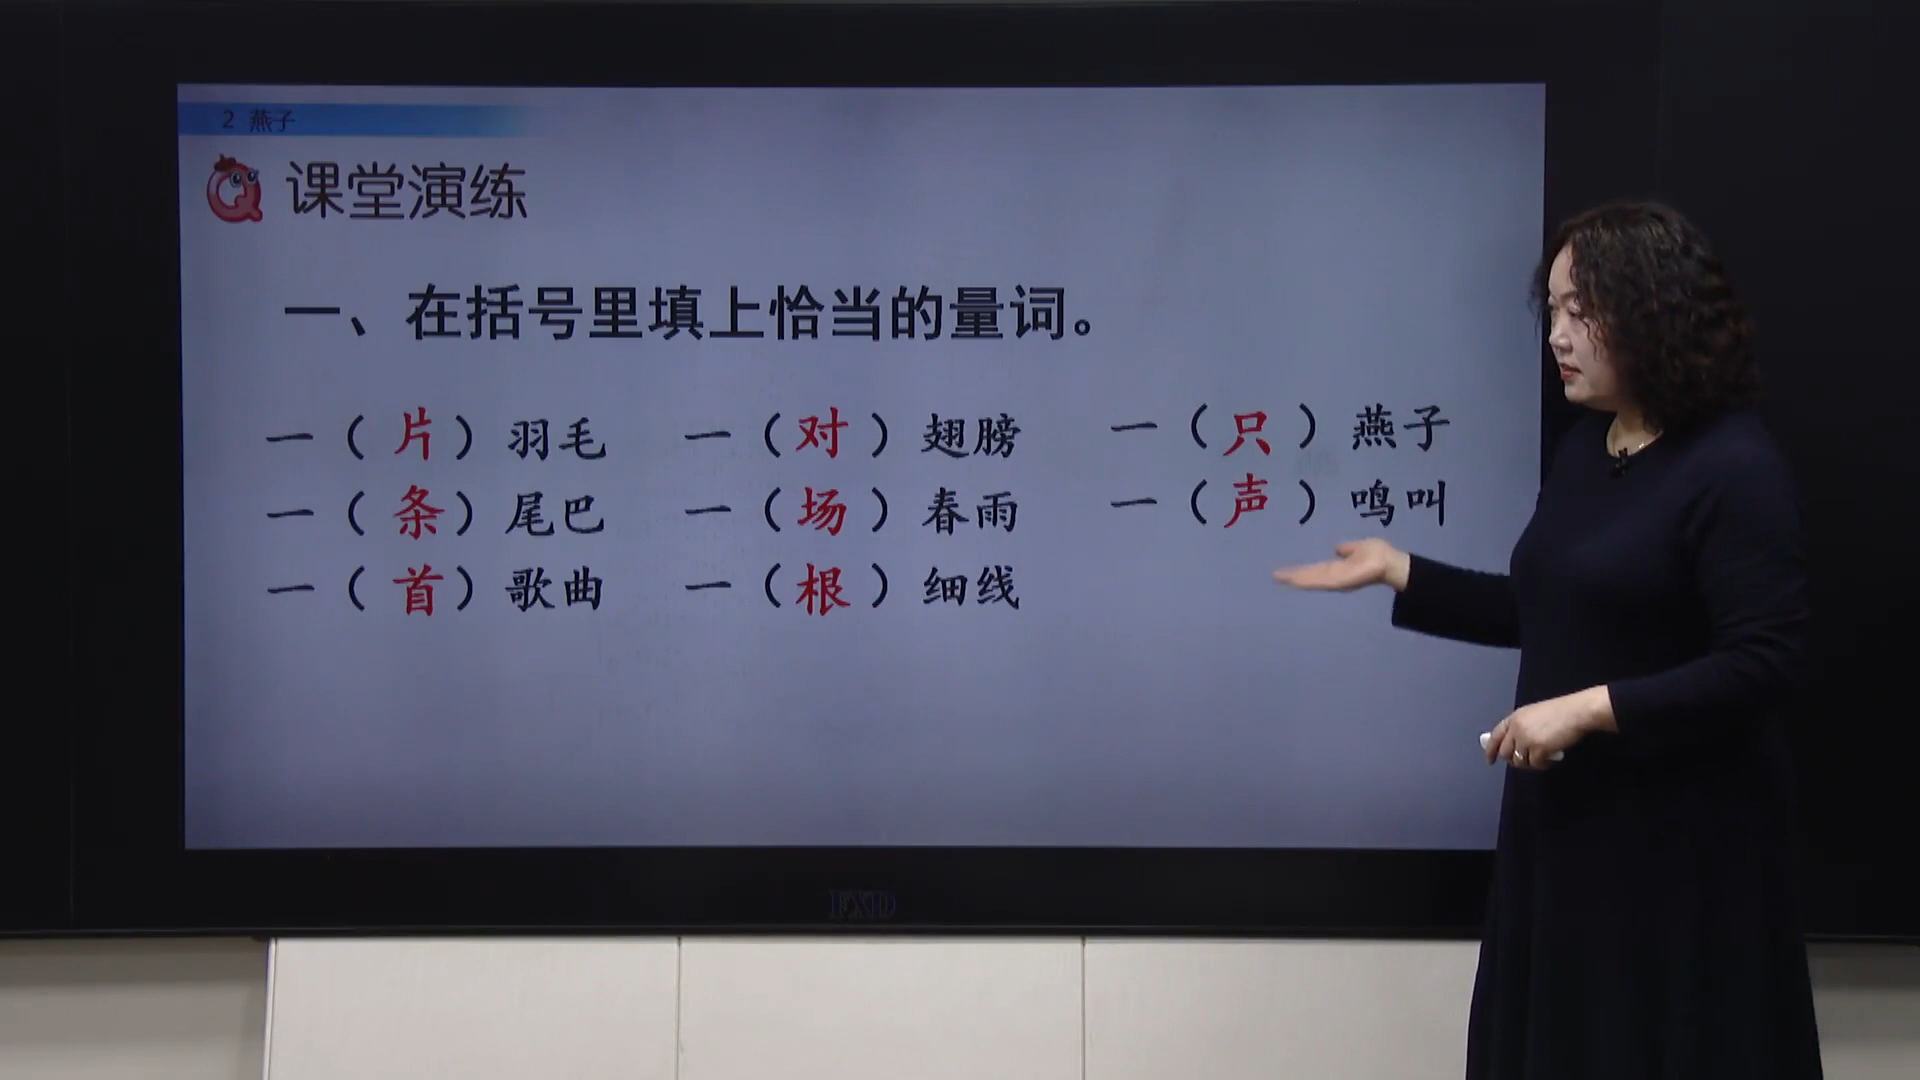 2 燕子
课堂演练
一、在括号里填上恰当的量词。
一（片）羽毛 一（对）翅膀 一（只）燕子
一（条）尾巴 一（场）春雨 一（声）鸣叫
一（首）歌曲 一（根）细线
FXD